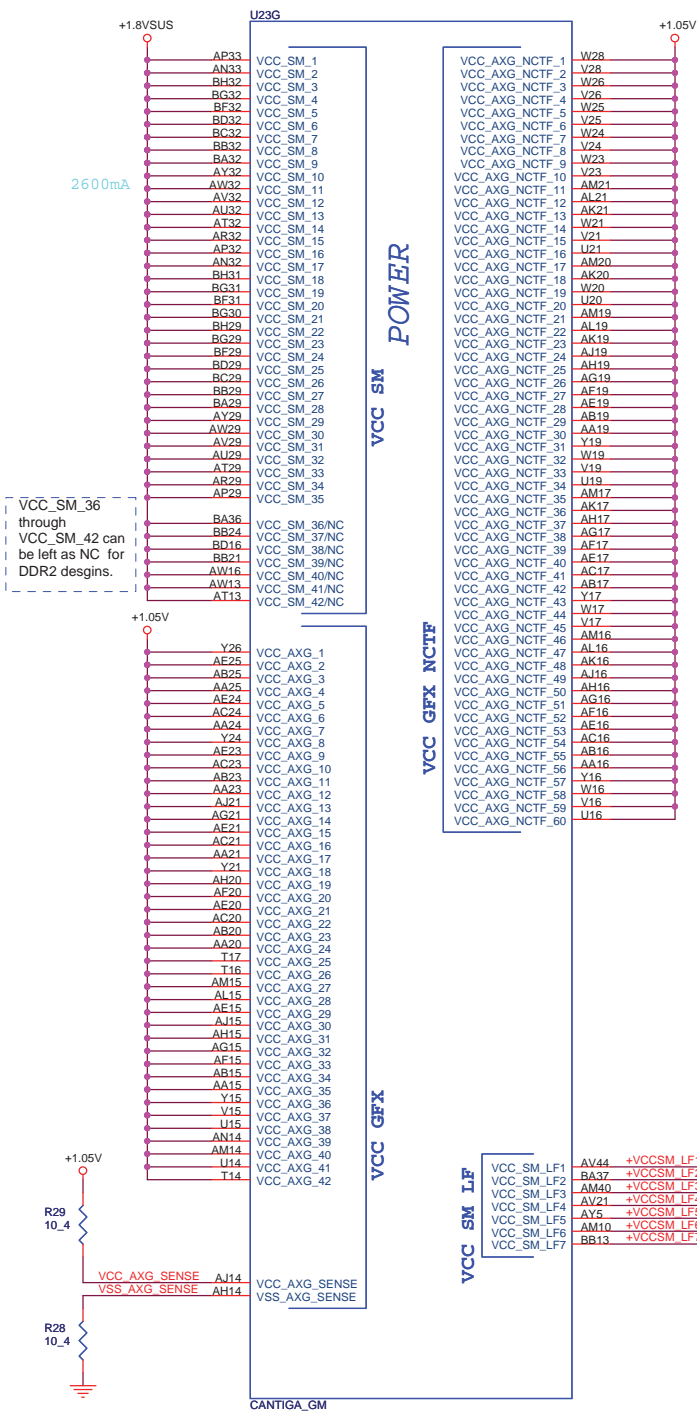 U23G
+1.8VSUS
2600mA
AP33 VCC_SM_1
AN33 VCC_SM_2
BH32 VCC_SM_3
BG32 VCC_SM_4
BF32 VCC_SM_5
BD32 VCC_SM_6
BC32 VCC_SM_7
BB32 VCC_SM_8
BA32 VCC_SM_9
AY32 VCC_SM_10
AW32 VCC_SM_11
AV32 VCC_SM_12
AU32 VCC_SM_13
AT32 VCC_SM_14
AR32 VCC_SM_15
AP32 VCC_SM_16
AN32 VCC_SM_17
BH31 VCC_SM_18
BG31 VCC_SM_19
BF31 VCC_SM_20
BG30 VCC_SM_21
BH29 VCC_SM_22
BG29 VCC_SM_23
BF29 VCC_SM_24
BD29 VCC_SM_25
BC29 VCC_SM_26
BB29 VCC_SM_27
BA29 VCC_SM_28
AY29 VCC_SM_29
AW29 VCC_SM_30
AV29 VCC_SM_31
AU29 VCC_SM_32
AT29 VCC_SM_33
AR29 VCC_SM_34
AP29 VCC_SM_35
BA36 VCC_SM_36/NC
BB24 VCC_SM_37/NC
BD16 VCC_SM_38/NC
BB21 VCC_SM_39/NC
AW16 VCC_SM_40/NC
AW13 VCC_SM_41/NC
AT13 VCC_SM_42/NC
VCC SM
POWER
VCC_SM_36
through
VCC_SM_42 can
be left as NC for
DDR2 desgins.
+1.05V
Y26 VCC_AXG_1
AE25 VCC_AXG_2
AB25 VCC_AXG_3
AA25 VCC_AXG_4
AE24 VCC_AXG_5
AC24 VCC_AXG_6
AA24 VCC_AXG_7
Y24 VCC_AXG_8
AE23 VCC_AXG_9
AC23 VCC_AXG_10
AB23 VCC_AXG_11
AA23 VCC_AXG_12
AJ21 VCC_AXG_13
AG21 VCC_AXG_14
AE21 VCC_AXG_15
AC21 VCC_AXG_16
AA21 VCC_AXG_17
Y21 VCC_AXG_18
AH20 VCC_AXG_19
AF20 VCC_AXG_20
AE20 VCC_AXG_21
AC20 VCC_AXG_22
AB20 VCC_AXG_23
AA20 VCC_AXG_24
T17 VCC_AXG_25
T16 VCC_AXG_26
AM15 VCC_AXG_27
AL15 VCC_AXG_28
AE15 VCC_AXG_29
AJ15 VCC_AXG_30
AH15 VCC_AXG_31
AG15 VCC_AXG_32
AF15 VCC_AXG_33
AB15 VCC_AXG_34
AA15 VCC_AXG_35
Y15 VCC_AXG_36
V15 VCC_AXG_37
U15 VCC_AXG_38
AN14 VCC_AXG_39
AM14 VCC_AXG_40
U14 VCC_AXG_41
T14 VCC_AXG_42
VCC GFX
+1.05V
R29
10_4
VCC_AXG_SENSE AJ14 VCC_AXG_SENSE
VSS_AXG_SENSE AH14 VSS_AXG_SENSE
R28
10_4
+1.05V
VCC_AXG_NCTF_1 W28
VCC_AXG_NCTF_2 V28
VCC_AXG_NCTF_3 W26
VCC_AXG_NCTF_4 V26
VCC_AXG_NCTF_5 W25
VCC_AXG_NCTF_6 V25
VCC_AXG_NCTF_7 W24
VCC_AXG_NCTF_8 V24
VCC_AXG_NCTF_9 W23
VCC_AXG_NCTF_10 V23
VCC_AXG_NCTF_11 AM21
VCC_AXG_NCTF_12 AL21
VCC_AXG_NCTF_13 AK21
VCC_AXG_NCTF_14 W21
VCC_AXG_NCTF_15 V21
VCC_AXG_NCTF_16 U21
VCC_AXG_NCTF_17 AM20
VCC_AXG_NCTF_18 AK20
VCC_AXG_NCTF_19 W20
VCC_AXG_NCTF_20 U20
VCC_AXG_NCTF_21 AM19
VCC_AXG_NCTF_22 AL19
VCC_AXG_NCTF_23 AK19
VCC_AXG_NCTF_24 AJ19
VCC_AXG_NCTF_25 AH19
VCC_AXG_NCTF_26 AG19
VCC_AXG_NCTF_27 AF19
VCC_AXG_NCTF_28 AE19
VCC_AXG_NCTF_29 AB19
VCC_AXG_NCTF_30 AA19
VCC_AXG_NCTF_31 Y19
VCC_AXG_NCTF_32 W19
VCC_AXG_NCTF_33 V19
VCC_AXG_NCTF_34 U19
VCC_AXG_NCTF_35 AM17
VCC_AXG_NCTF_36 AK17
VCC_AXG_NCTF_37 AH17
VCC_AXG_NCTF_38 AG17
VCC_AXG_NCTF_39 AF17
VCC_AXG_NCTF_40 AE17
VCC_AXG_NCTF_41 AC17
VCC_AXG_NCTF_42 AB17
VCC_AXG_NCTF_43 Y17
VCC_AXG_NCTF_44 W17
VCC_AXG_NCTF_45 V17
VCC_AXG_NCTF_46 AM16
VCC_AXG_NCTF_47 AL16
VCC_AXG_NCTF_48 AK16
VCC_AXG_NCTF_49 AJ16
VCC_AXG_NCTF_50 AH16
VCC_AXG_NCTF_51 AG16
VCC_AXG_NCTF_52 AF16
VCC_AXG_NCTF_53 AE16
VCC_AXG_NCTF_54 AC16
VCC_AXG_NCTF_55 AB16
VCC_AXG_NCTF_56 AA16
VCC_AXG_NCTF_57 Y16
VCC_AXG_NCTF_58 W16
VCC_AXG_NCTF_59 V16
VCC_AXG_NCTF_60 U16
VCC GFX NCTF
VCC SM LF
VCC_SM_LF1 AV44 +VCCSM_LF1
VCC_SM_LF2 BA37 +VCCSM_LF2
VCC_SM_LF3 AM40 +VCCSM_LF3
VCC_SM_LF4 AV21 +VCCSM_LF4
VCC_SM_LF5 AY5 +VCCSM_LF5
VCC_SM_LF6 AM10 +VCCSM_LF6
VCC_SM_LF7 BB13 +VCCSM_LF7
CANTIGA_GM